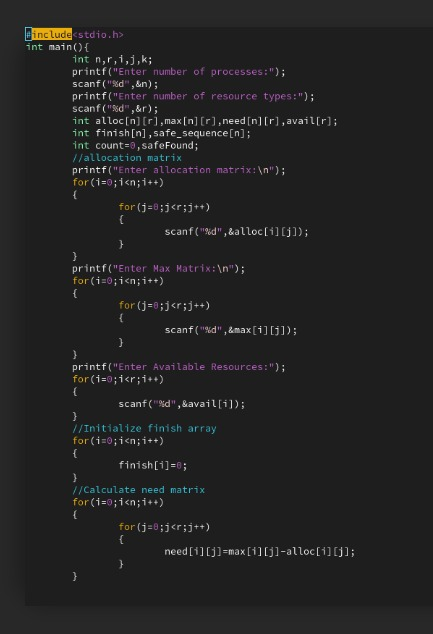 #include<stdio.h>
int main(){
        int n,r,i,j,k;
        printf("Enter number of processes:");
        scanf("%d",&n);
        printf("Enter number of resource types:");
        scanf("%d",&r);
        int alloc[n][r],max[n][r],need[n][r],avail[r];
        int finish[n],safe_sequence[n];
        int count=0,safeFound;
        //allocation matrix
        printf("Enter allocation matrix:\n");
        for(i=0;i<n;i++)
        {
                for(j=0;j<r;j++)
                {
                        scanf("%d",&alloc[i][j]);
                }
        }
        printf("Enter Max Matrix:\n");
        for(i=0;i<n;i++)
        {
                for(j=0;j<r;j++)
                {
                        scanf("%d",&max[i][j]);
                }
        }
        printf("Enter Available Resources:");
        for(i=0;i<r;i++)
        {
                scanf("%d",&avail[i]);
        }
        //Initialize finish array
        for(i=0;i<n;i++)
        {
                finish[i]=0;
        }
        //Calculate need matrix
        for(i=0;i<n;i++)
        {
                for(j=0;j<r;j++)
                {
                        need[i][j]=max[i][j]-alloc[i][j];
                }
        }